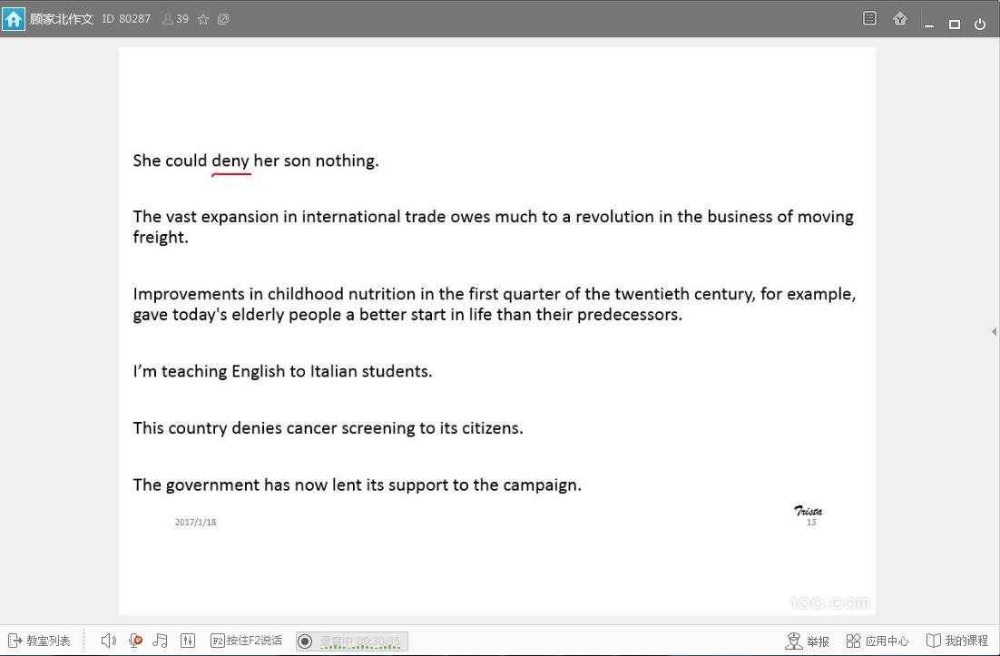 顾家北作文 ID 80287 39
She could deny her son nothing.
The vast expansion in international trade owes much to a revolution in the business of moving
freight.
Improvements in childhood nutrition in the first quarter of the twentieth century, for example,
gave today's elderly people a better start in life than their predecessors.
I’m teaching English to Italian students.
This country denies cancer screening to its citizens.
The government has now lent its support to the campaign.
Trista
2017/1/18 13
100.com
教室列表 F2 按住F2说话 录音中 00:30:35 举报 应用中心 我的课程